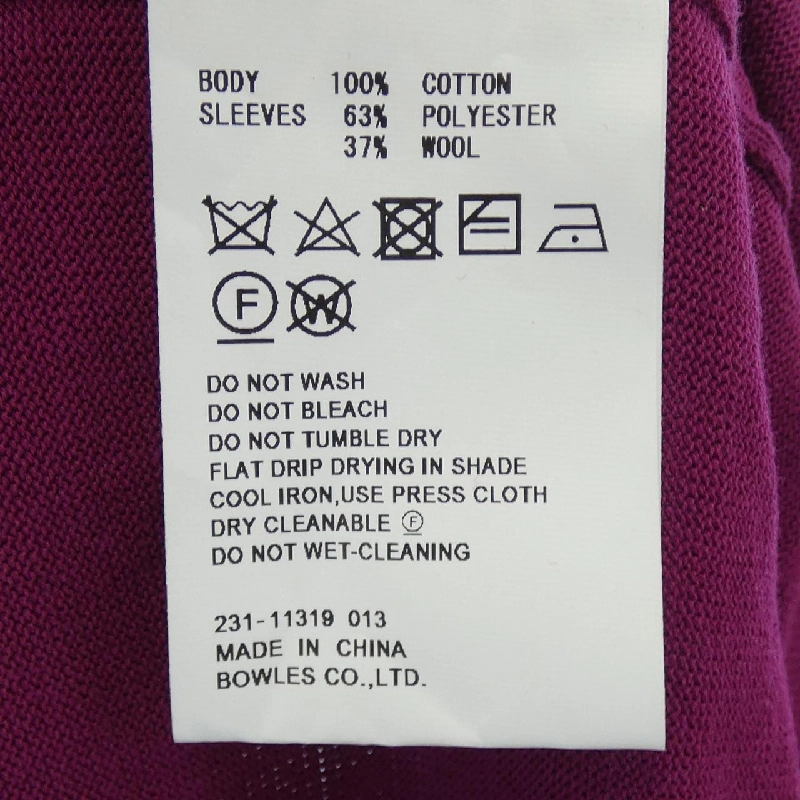 BODY 100% COTTON
SLEEVES 63% POLYESTER
37% WOOL
F W
DO NOT WASH
DO NOT BLEACH
DO NOT TUMBLE DRY
FLAT DRIP DRYING IN SHADE
COOL IRON,USE PRESS CLOTH
DRY CLEANABLE Ⓕ
DO NOT WET-CLEANING
231-11319 013
MADE IN CHINA
BOWLES CO.,LTD.